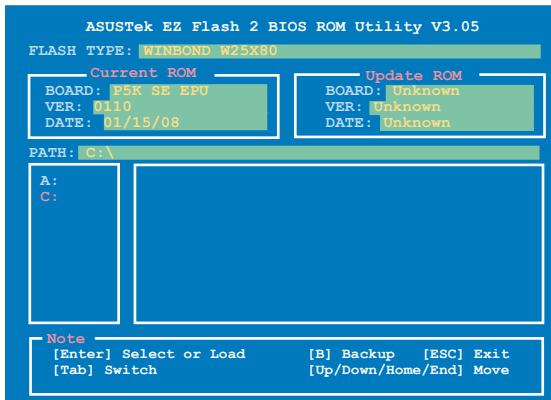 ASUSTek EZ Flash 2 BIOS ROM Utility V3.05
FLASH TYPE: WINBOND W25X80
Current ROM
BOARD: P5K SE EPU
VER: 0110
DATE: 01/15/08
Update ROM
BOARD: Unknown
VER: Unknown
DATE: Unknown
PATH: C:\
A:
C:
Note
[Enter] Select or Load [B] Backup [ESC] Exit
[Tab] Switch [Up/Down/Home/End] Move